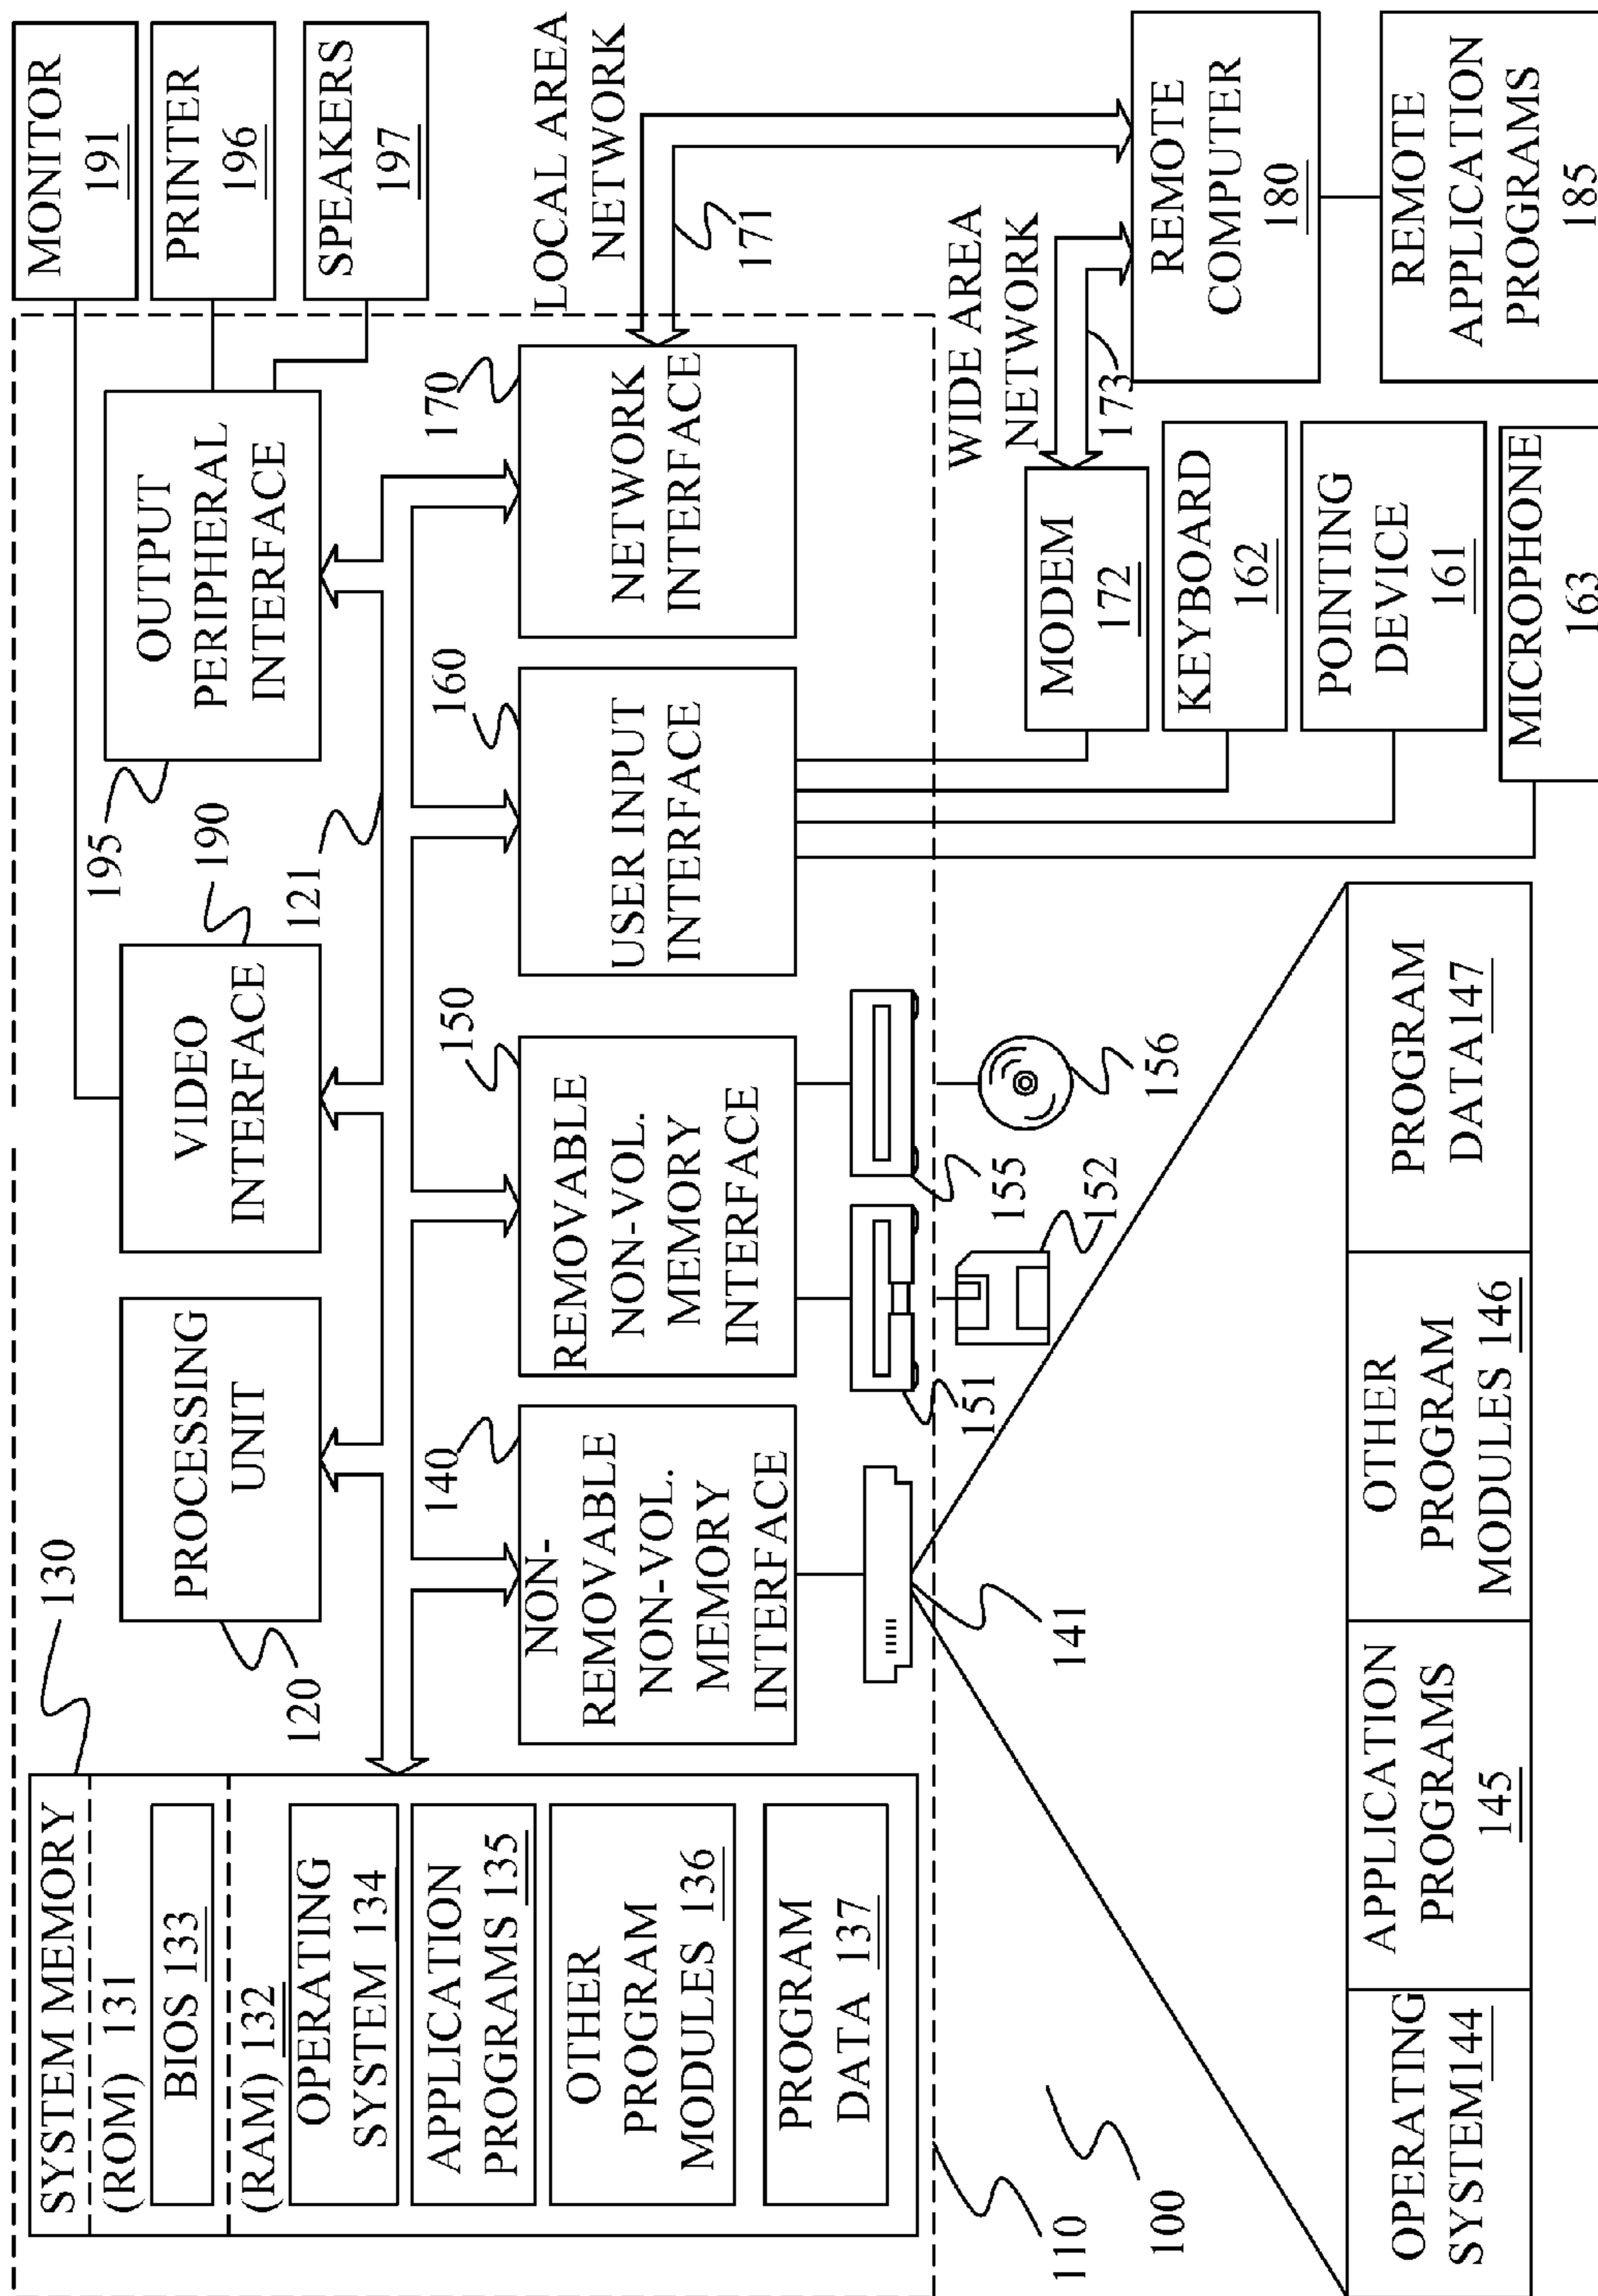 SYSTEM MEMORY
(ROM) 131
BIOS 133
(RAM) 132
OPERATING
SYSTEM 134
APPLICATION
PROGRAMS 135
OTHER
PROGRAM
MODULES 136
PROGRAM
DATA 137
130
120
PROCESSING
UNIT
VIDEO
INTERFACE
190
121
195
OUTPUT
PERIPHERAL
INTERFACE
MONITOR
191
PRINTER
196
SPEAKERS
197
140
NON-
REMOVABLE
NON-VOL.
MEMORY
INTERFACE
150
REMOVABLE
NON-VOL.
MEMORY
INTERFACE
160
USER INPUT
INTERFACE
170
NETWORK
INTERFACE
LOCAL AREA
NETWORK
171
WIDE AREA
NETWORK
173
141
151
152
155
156
MODEM
172
KEYBOARD
162
POINTING
DEVICE
161
MICROPHONE
163
REMOTE
COMPUTER
180
REMOTE
APPLICATION
PROGRAMS
185
110
100
OPERATING
SYSTEM144
APPLICATION
PROGRAMS
145
OTHER
PROGRAM
MODULES 146
PROGRAM
DATA147